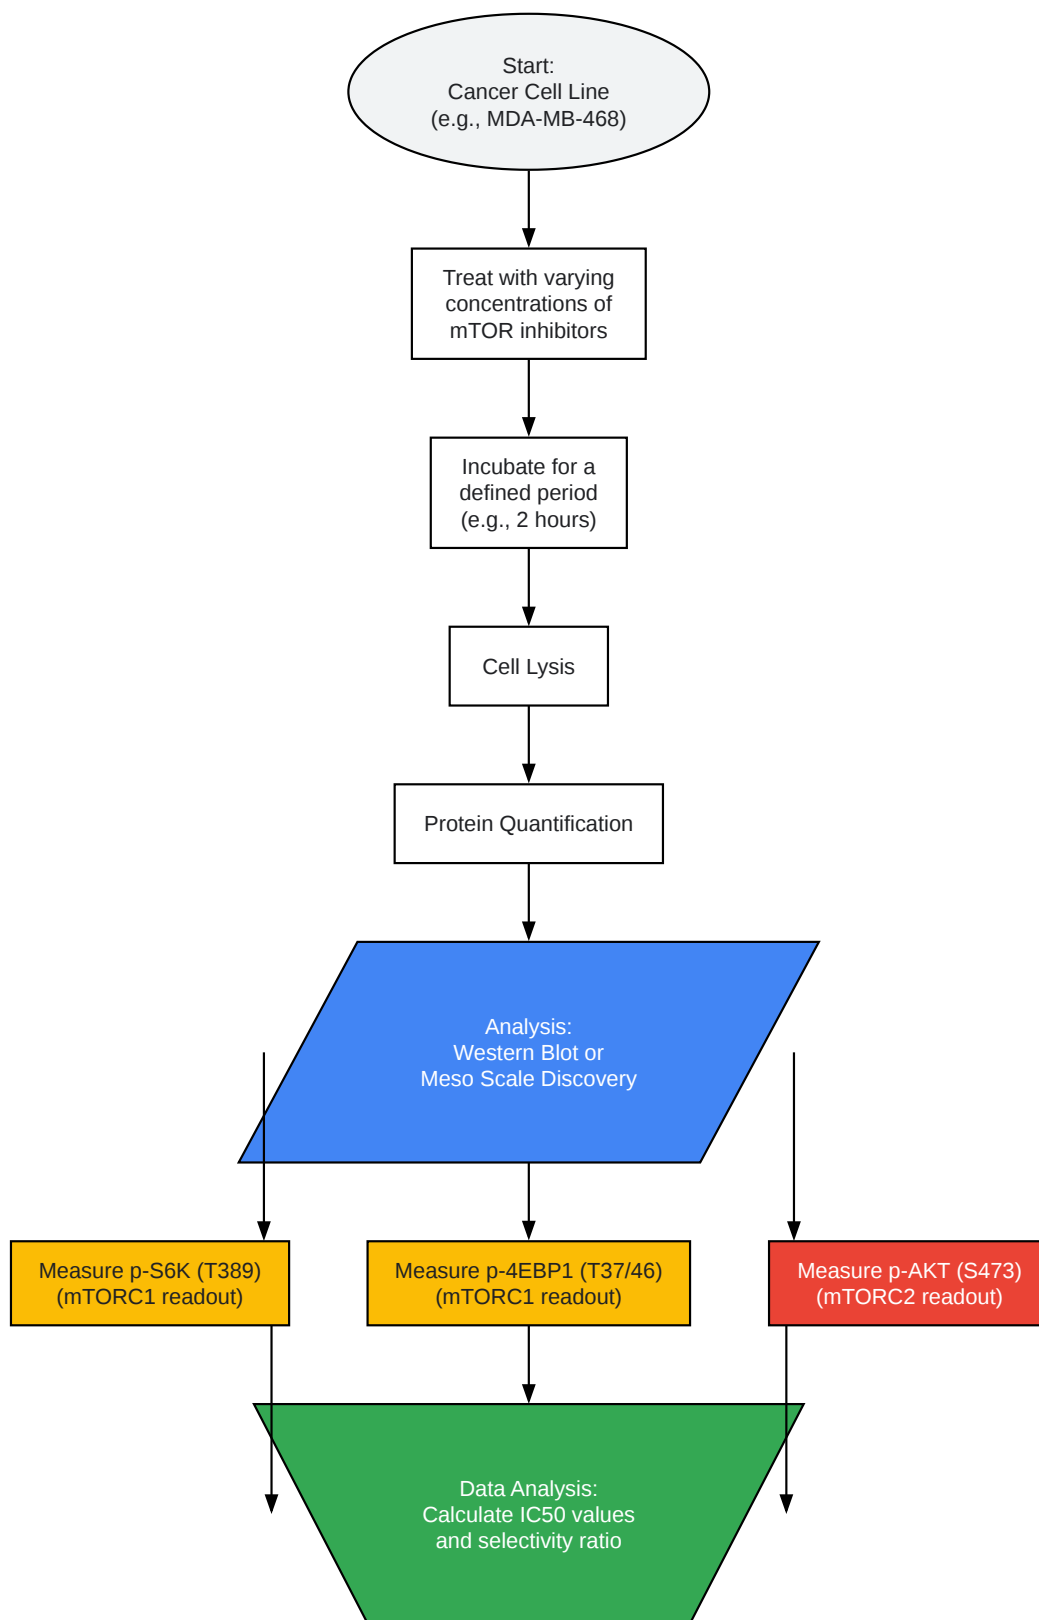 Start:
Cancer Cell Line
(e.g., MDA-MB-468)
Treat with varying
concentrations of
mTOR inhibitors
Incubate for a
defined period
(e.g., 2 hours)
Cell Lysis
Protein Quantification
Analysis:
Western Blot or
Meso Scale Discovery
Measure p-S6K (T389)
(mTORC1 readout)
Measure p-4EBP1 (T37/46)
(mTORC1 readout)
Measure p-AKT (S473)
(mTORC2 readout)
Data Analysis:
Calculate IC50 values
and selectivity ratio